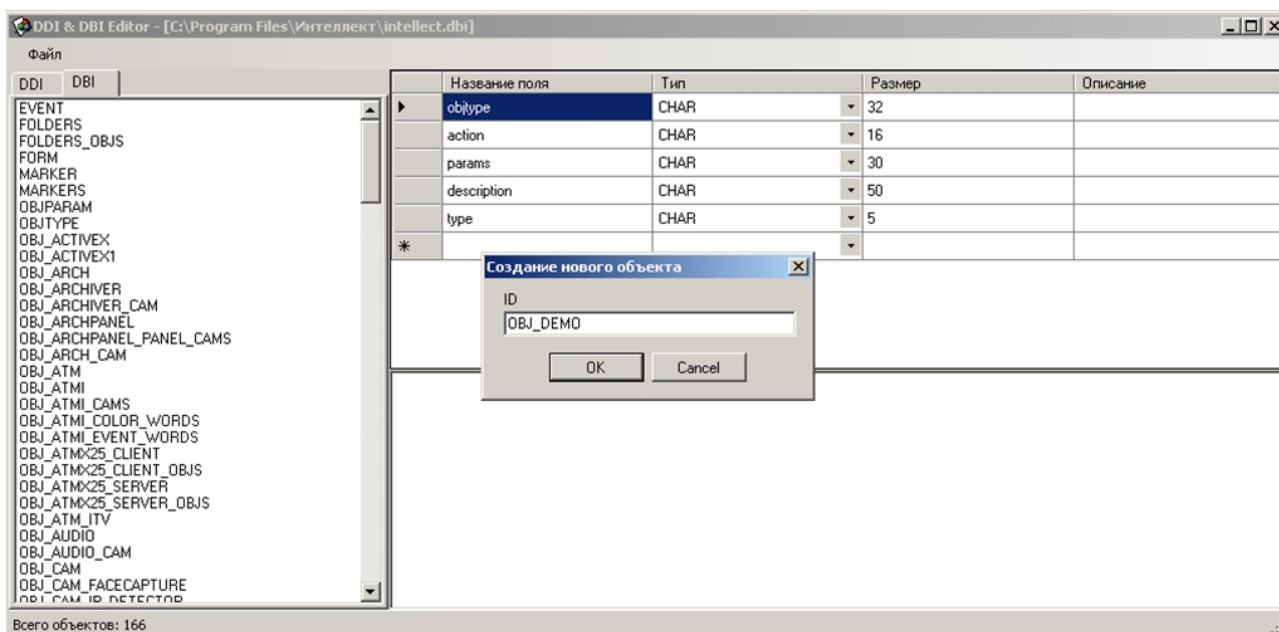 DDI & DBI Editor - [C:\Program Files\Интеллект\intellect.dbi]
Файл
DDI DBI
EVENT
FOLDERS
FOLDERS_OBJS
FORM
MARKER
MARKERS
OBJPARAM
OBJTYPE
OBJ_ACTIVEX
OBJ_ACTIVEX1
OBJ_ARCH
OBJ_ARCHIVER
OBJ_ARCHIVER_CAM
OBJ_ARCHPANEL
OBJ_ARCHPANEL_PANEL_CAMS
OBJ_ARCH_CAM
OBJ_ATM
OBJ_ATMI
OBJ_ATMI_CAMS
OBJ_ATMI_COLOR_WORDS
OBJ_ATMI_EVENT_WORDS
OBJ_ATMX25_CLIENT
OBJ_ATMX25_CLIENT_OBJS
OBJ_ATMX25_SERVER
OBJ_ATMX25_SERVER_OBJS
OBJ_ATM_ITV
OBJ_AUDIO
OBJ_AUDIO_CAM
OBJ_CAM
OBJ_CAM_FACECAPTURE
OBJ_CAM_IR_DETECTOR
Название поля Тип Размер Описание
objtype CHAR 32
action CHAR 16
params CHAR 30
description CHAR 50
type CHAR 5
Создание нового объекта
ID
OBJ_DEMO
OK Cancel
Всего объектов: 166